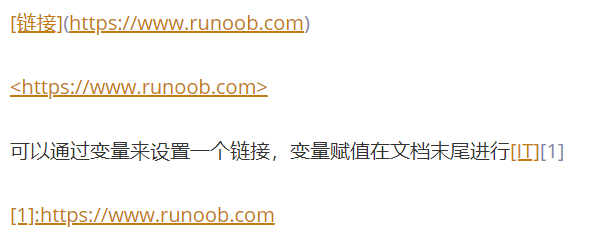 [链接](https://www.runoob.com)
<https://www.runoob.com>
可以通过变量来设置一个链接，变量赋值在文档末尾进行[IT][1]
[1]:https://www.runoob.com